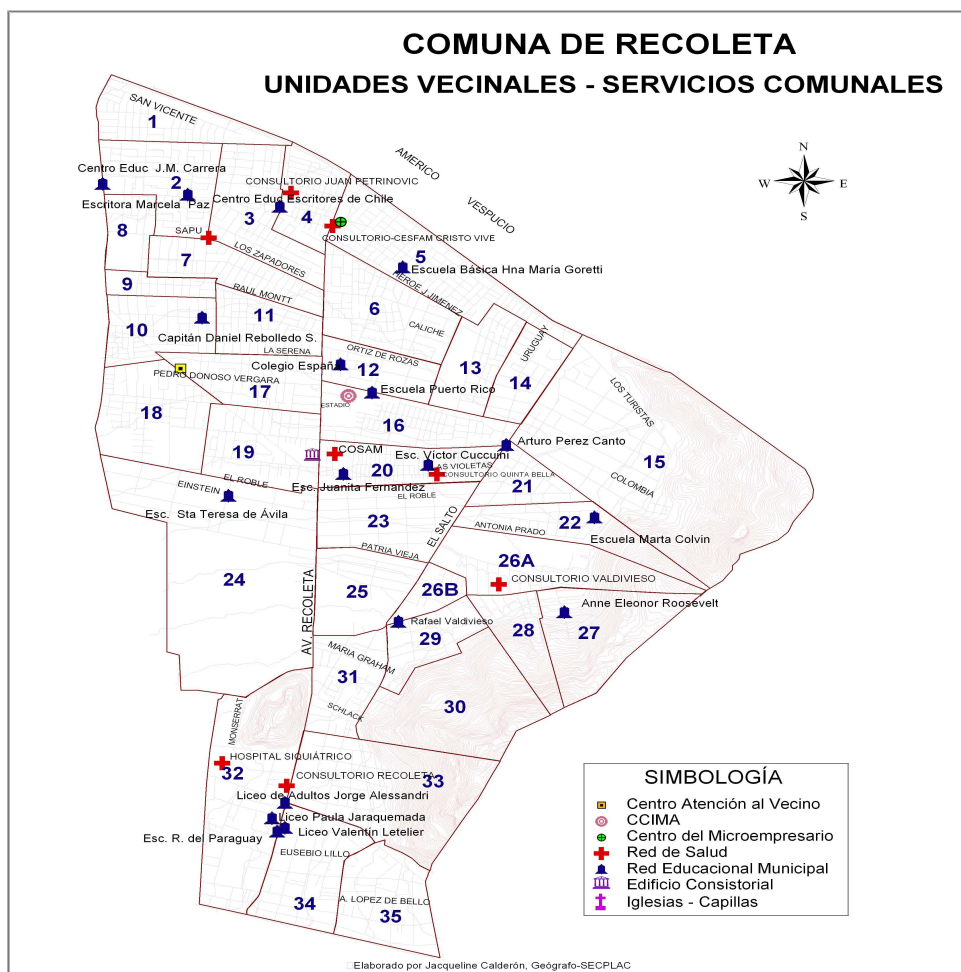 COMUNA DE RECOLETA
UNIDADES VECINALES - SERVICIOS COMUNALES
SAN VICENTE
1
AMERICO
VESPUCIO
N
W
E
S
Centro Educ J.M. Carrera
2
CONSULTORIO JUAN PETRINOVIC
Escritora Marcela Paz
Centro Educ Escritores de Chile
3
4
8
SAPU
CONSULTORIO-CESFAM CRISTO VIVE
7
LOS ZAPADORES
5
Escuela Básica Hna María Goretti
9
RAUL MONTT
HEROE J JIMENEZ
6
10
11
CALICHE
URUGUAY
Capitán Daniel Rebolledo S.
LA SERENA
ORTIZ DE ROZAS
Colegio España
12
13
14
PEDRO DONOSO VERGARA
17
Escuela Puerto Rico
LOS TURISTAS
18
ESTADIO
16
Arturo Perez Canto
19
COSAM
Esc. Víctor Cuccuini
15
20
AS VIOLETAS
CONSULTORIO QUINTA BELLA
EL ROBLE
Esc. Juanita Fernandez
21
COLOMBIA
EINSTEIN
EL ROBLE
Esc. Sta Teresa de Ávila
23
EL SALTO
ANTONIA PRADO
22
Escuela Marta Colvin
PATRIA VIEJA
26A
24
25
26B
CONSULTORIO VALDIVIESO
AV. RECOLETA
Anne Eleonor Roosevelt
Rafael Valdivieso
29
28
27
MARIA GRAHAM
31
30
SCHLACK
MONSERRAT
HOSPITAL SIQUIÁTRICO
32
CONSULTORIO RECOLETA
33
Liceo de Adultos Jorge Alessandri
Liceo Paula Jaraquemada
Esc. R. del Paraguay
Liceo Valentín Letelier
EUSEBIO LILLO
34
A. LOPEZ DE BELLO
35
SIMBOLOGÍA
Centro Atención al Vecino
CCIMA
Centro del Microempresario
Red de Salud
Red Educacional Municipal
Edificio Consistorial
Iglesias - Capillas
Elaborado por Jacqueline Calderón, Geógrafo-SECPLAC